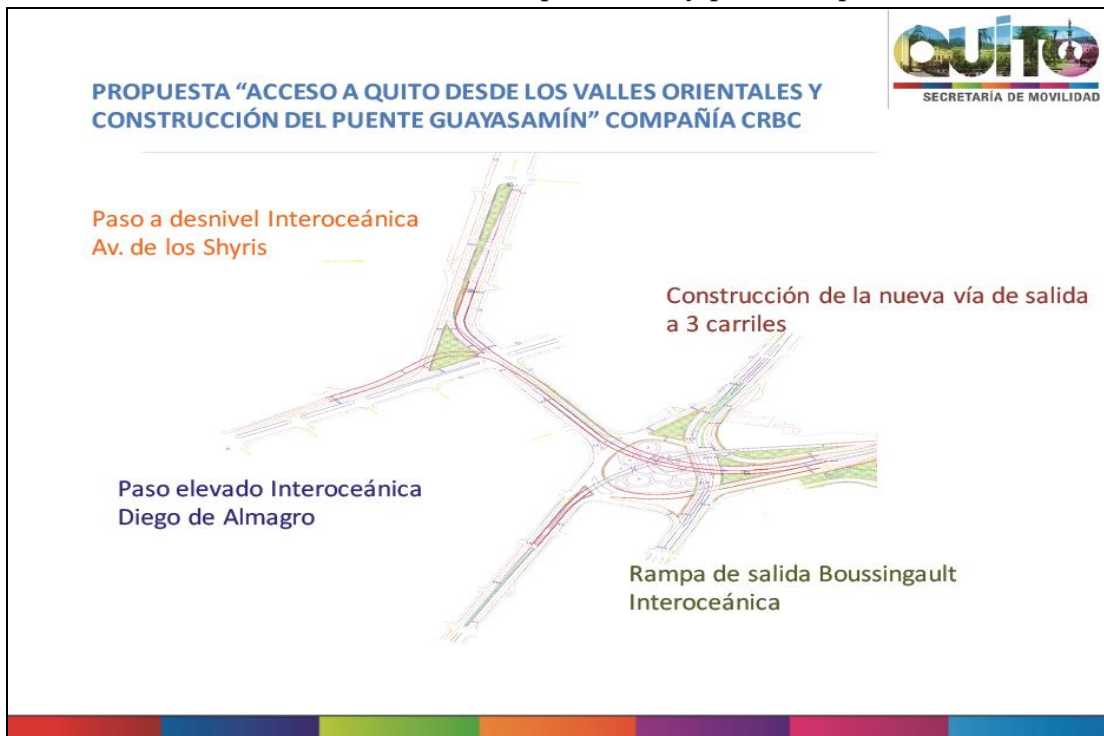 QUITO
SECRETARÍA DE MOVILIDAD
PROPUESTA “ACCESO A QUITO DESDE LOS VALLES ORIENTALES Y
CONSTRUCCIÓN DEL PUENTE GUAYASAMÍN” COMPAÑÍA CRBC
Paso a desnivel Interoceánica
Av. de los Shyris
Construcción de la nueva vía de salida
a 3 carriles
Paso elevado Interoceánica
Diego de Almagro
Rampa de salida Boussingault
Interoceánica